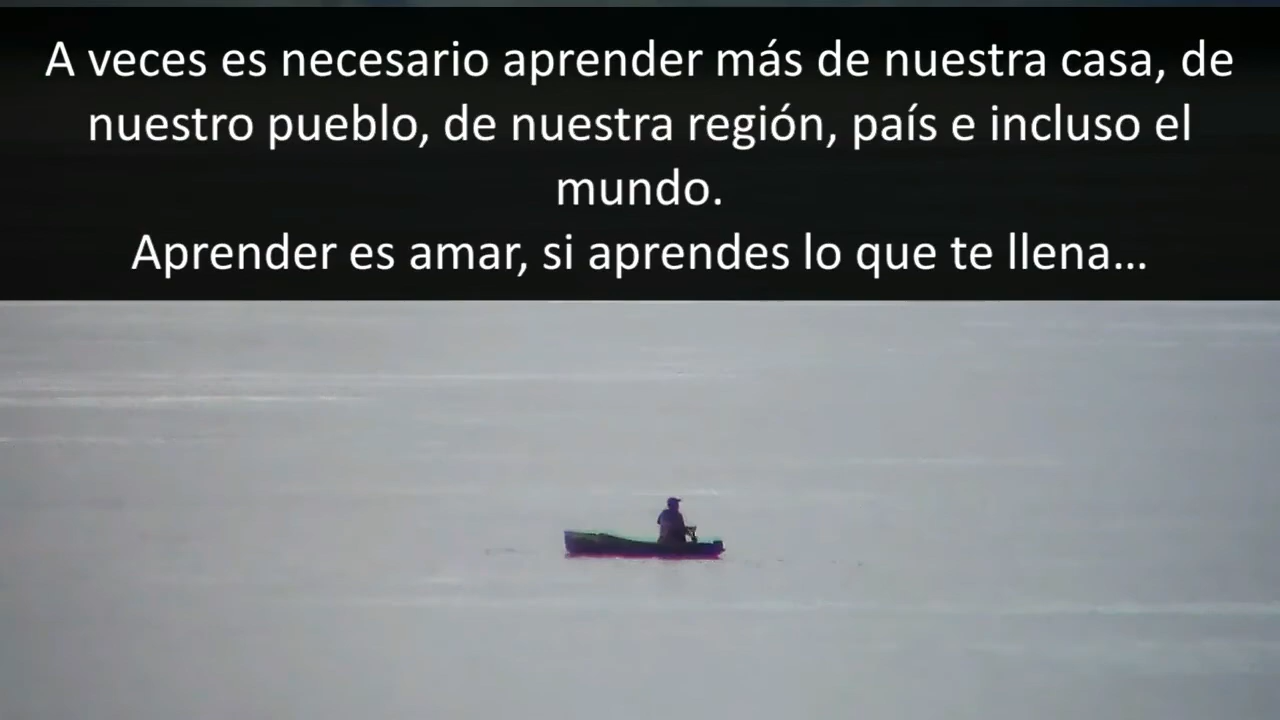 A veces es necesario aprender más de nuestra casa, de
nuestro pueblo, de nuestra región, país e incluso el
mundo.
Aprender es amar, si aprendes lo que te llena…